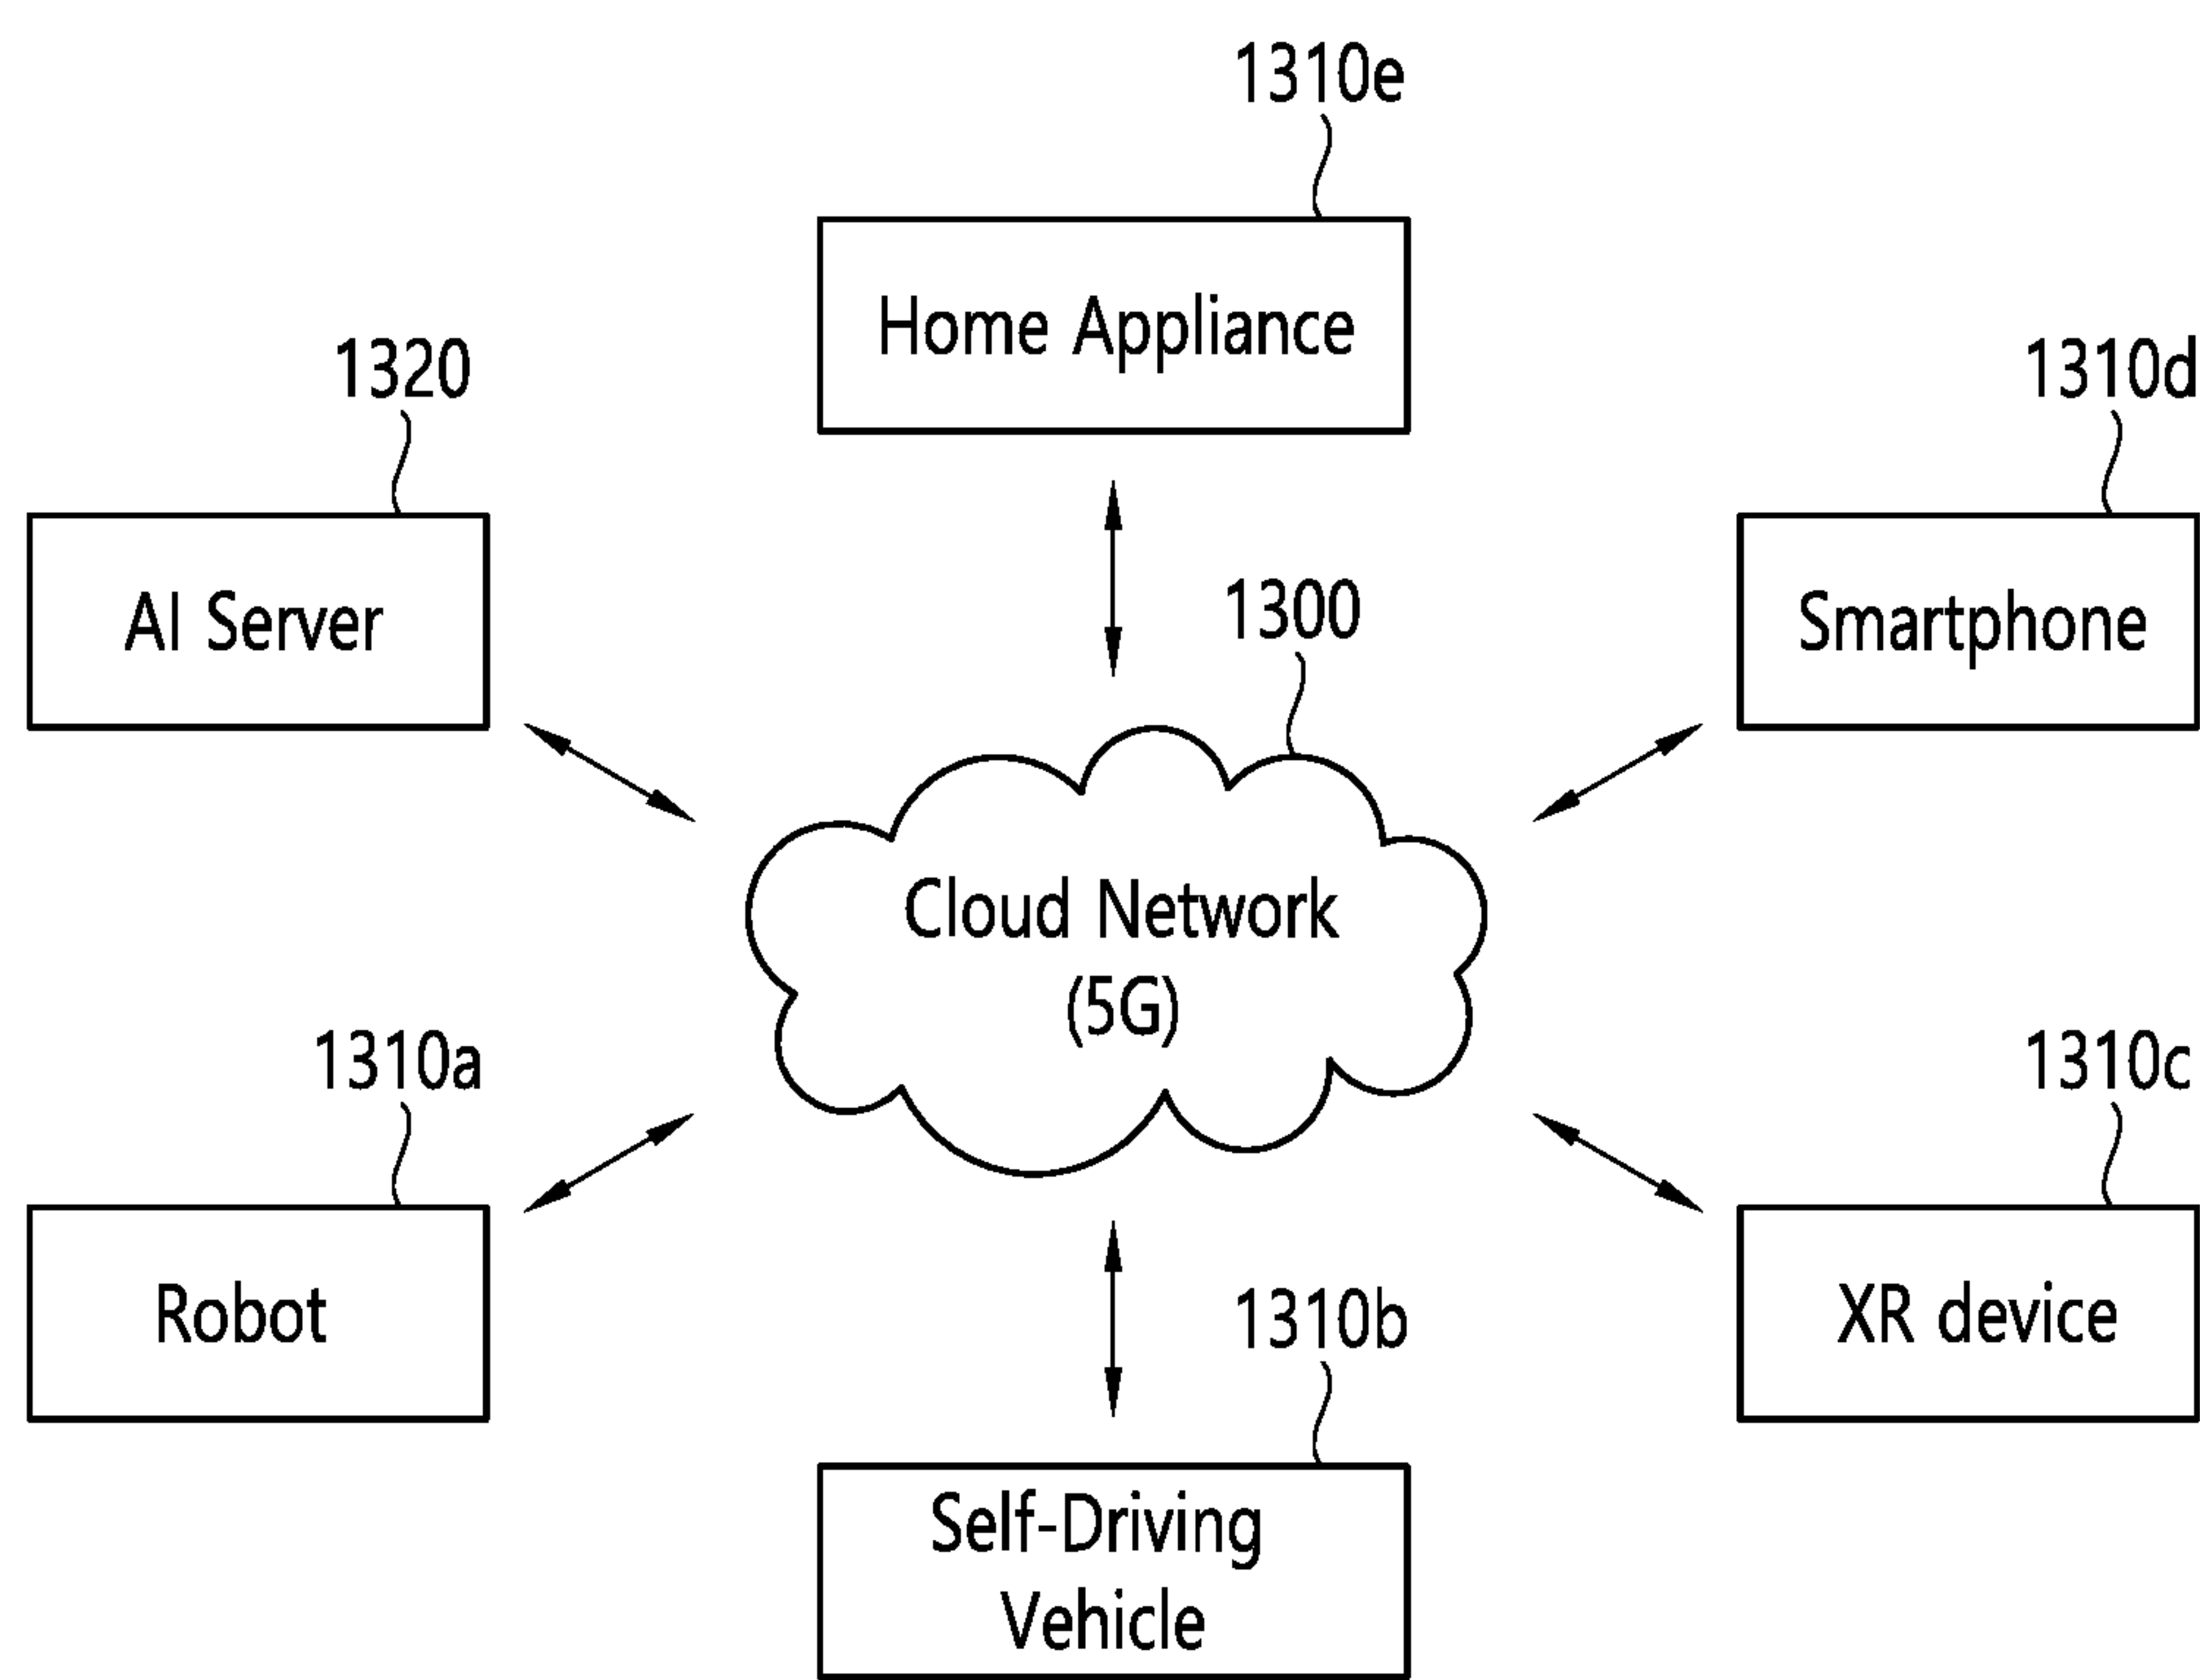 1310e
Home Appliance
1320
1310d
AI Server
Smartphone
1300
Cloud Network
(5G)
1310a
1310c
Robot
XR device
1310b
Self-Driving
Vehicle